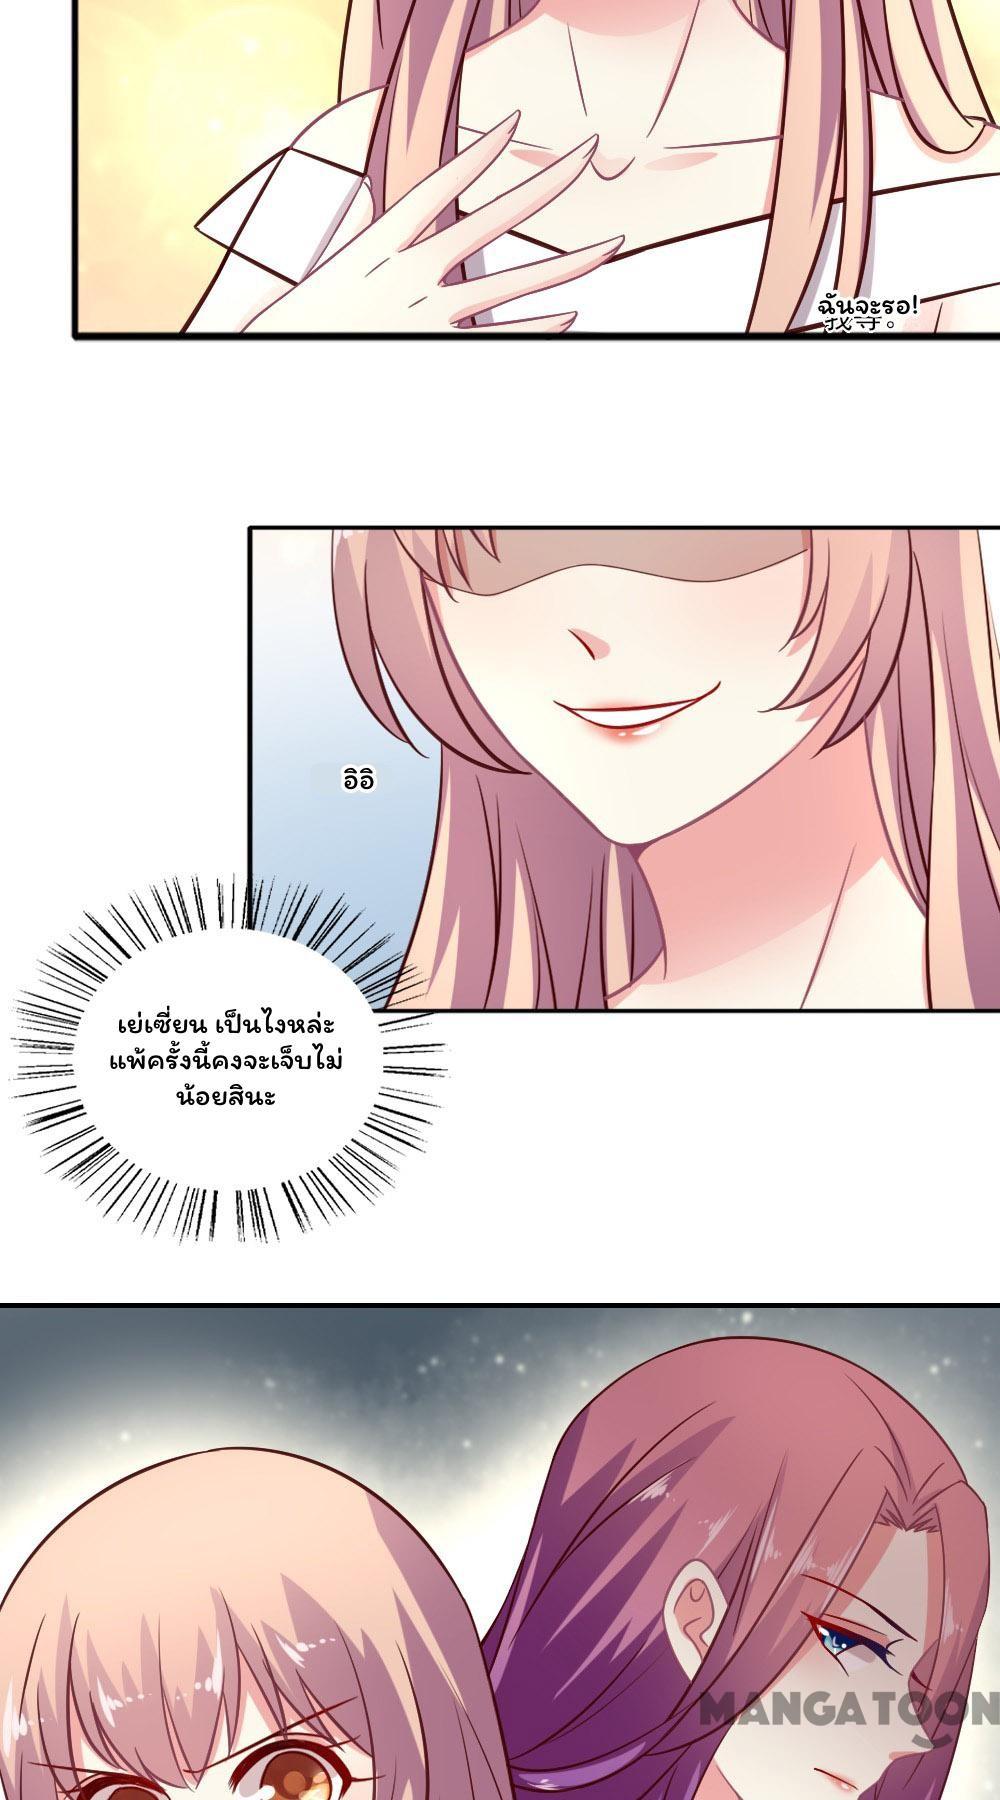 ฉันจะรอ!
我等。
อิอิ
เย่เซี่ยน เป็นไงหล่ะ
แพ้ครั้งนี้คงจะเจ็บไม่
น้อยสินะ
MANGATOON